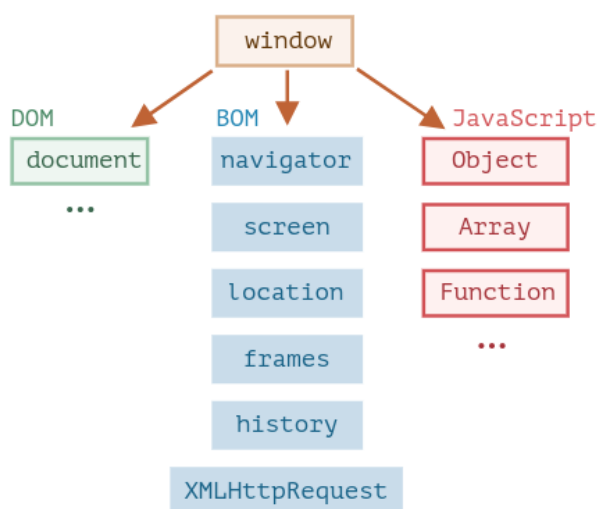 window
DOM
document
...
BOM
navigator
screen
location
frames
history
XMLHttpRequest
JavaScript
Object
Array
Function
...